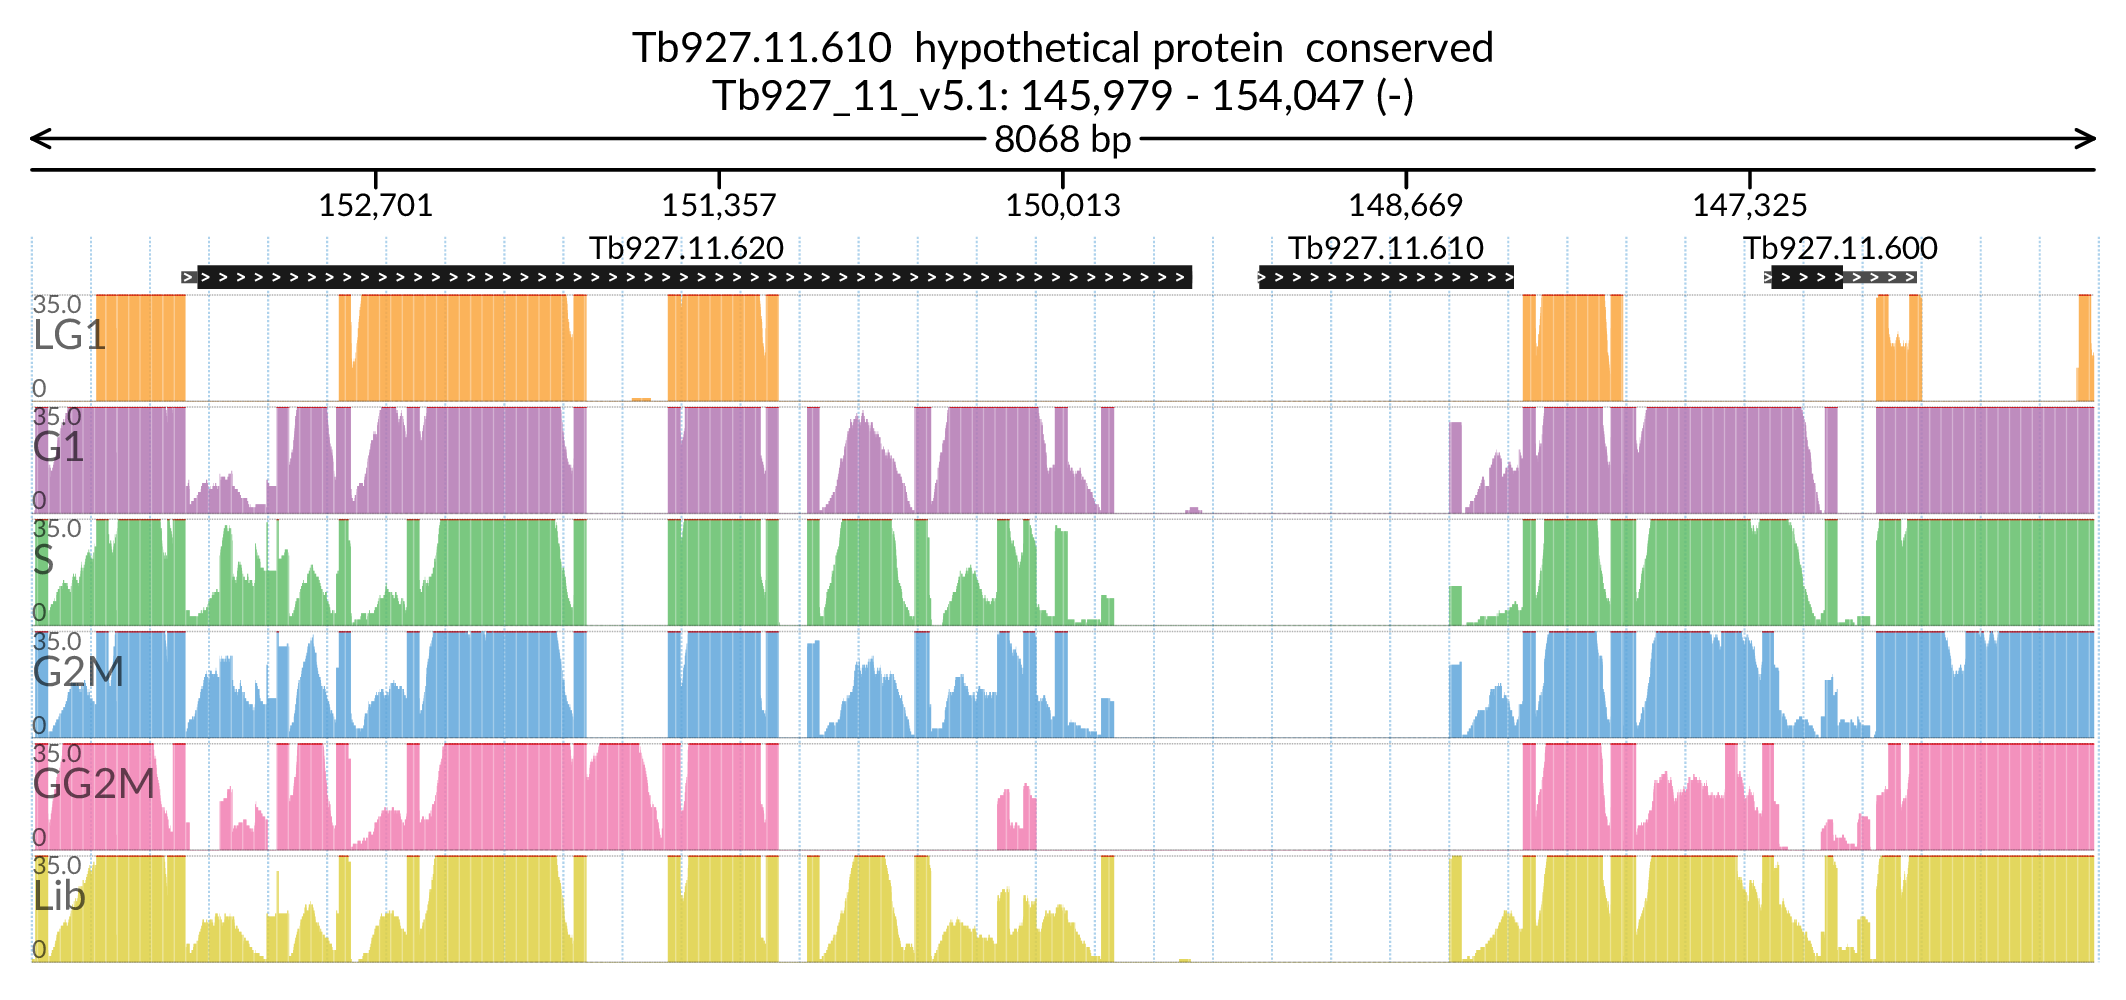 Tb927.11.610 hypothetical protein conserved
Tb927_11_v5.1: 145,979 - 154,047 (-)
8068 bp
152,701 151,357 150,013 148,669 147,325
Tb927.11.620 Tb927.11.610 Tb927.11.600
35.0
LG1
0
35.0
G1
0
35.0
S
0
35.0
G2M
0
35.0
GG2M
0
35.0
Lib
0